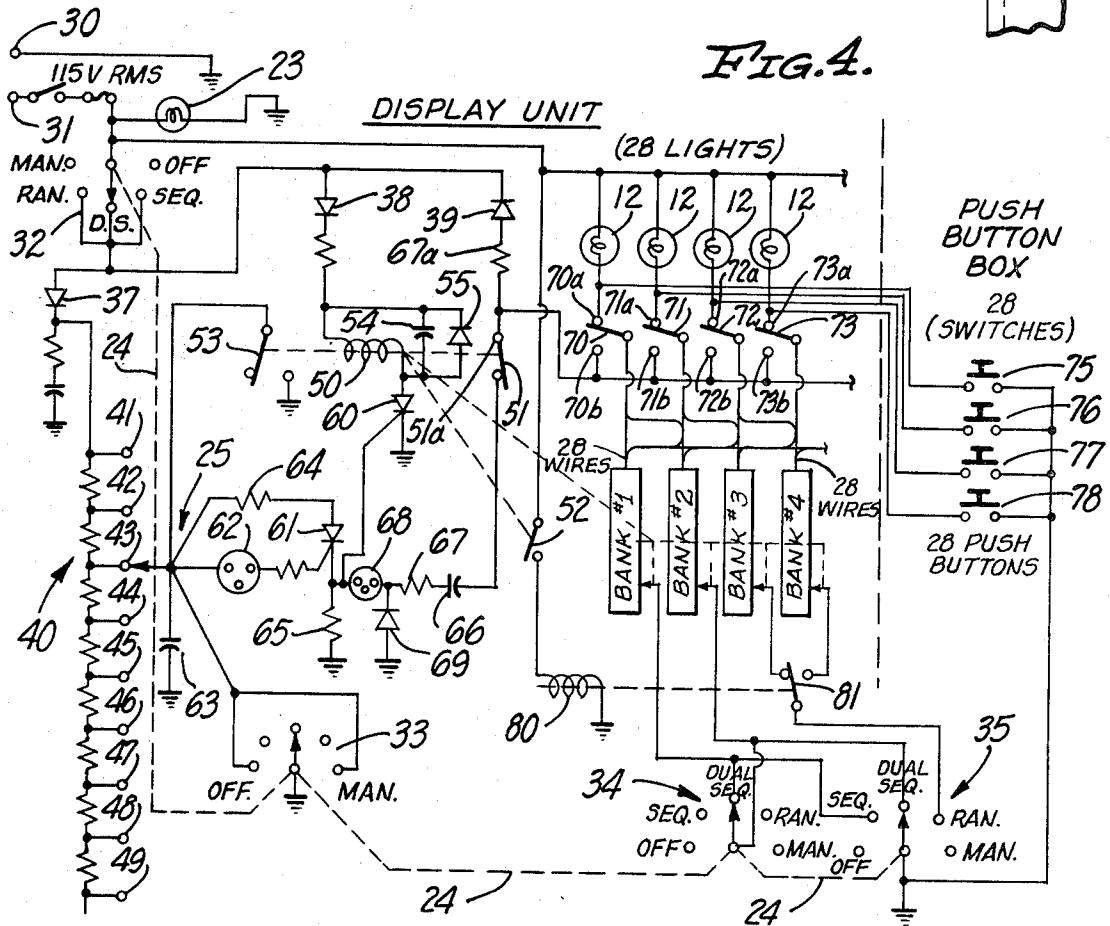 30
FIG.4.
115V RMS
23
31
DISPLAY UNIT
(28 LIGHTS)
MAN.
OFF
RAN.
SEQ.
32
D.S.
38
39
12
12
12
12
PUSH
BUTTON
BOX
28
(SWITCHES)
67a
37
24
53
54
55
50
60
51a
51
70a
71a
72a
73a
70
71
72
73
70b
71b
72b
73b
75
76
77
78
28 PUSH
BUTTONS
41
42
43
44
45
46
47
48
49
40
25
64
62
61
68
67
66
65
69
63
52
28
WIRES
28
WIRES
BANK #1
BANK #2
BANK #3
BANK #4
80
81
33
OFF.
MAN.
34
35
DUAL
SEQ.
DUAL
SEQ.
SEQ.
RAN.
SEQ.
RAN.
OFF
MAN.
OFF
MAN.
24
24